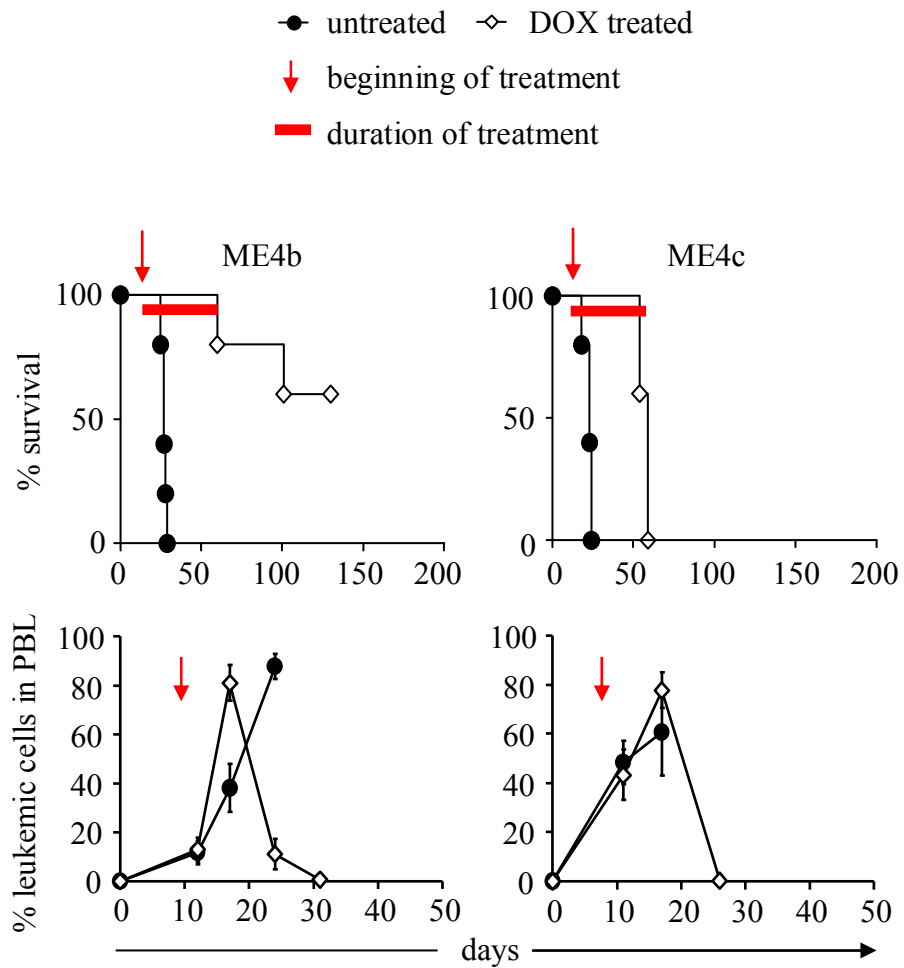 untreated DOX treated
beginning of treatment
duration of treatment
ME4b ME4c
% survival
100
50
0
0 50 100 150 200
100
50
0
0 50 100 150 200
% leukemic cells in PBL
100
80
60
40
20
0
0 10 20 30 40 50
100
80
60
40
20
0
0 10 20 30 40 50
days